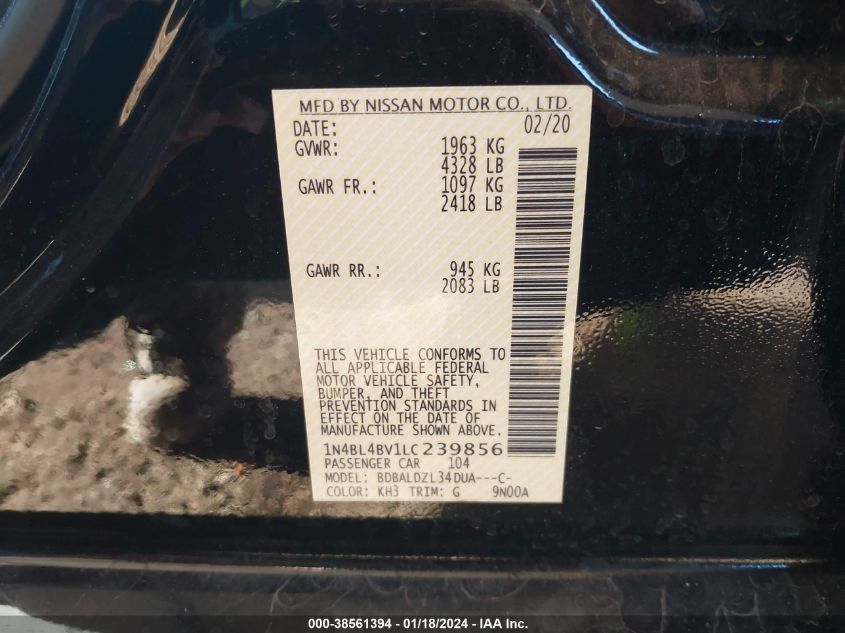 MFD BY NISSAN MOTOR CO., LTD.
DATE: 02/20
GVWR: 1963 KG
4328 LB
GAWR FR.: 1097 KG
2418 LB
GAWR RR.: 945 KG
2083 LB
THIS VEHICLE CONFORMS TO
ALL APPLICABLE FEDERAL
MOTOR VEHICLE SAFETY,
BUMPER, AND THEFT
PREVENTION STANDARDS IN
EFFECT ON THE DATE OF
MANUFACTURE SHOWN ABOVE.
1N4BL4BV1LC239856
PASSENGER CAR 104
MODEL: BDBALDZL34DUA---C-
COLOR: KH3 TRIM: G 9N00A
000-38561394 — 01/18/2024 — IAA Inc.